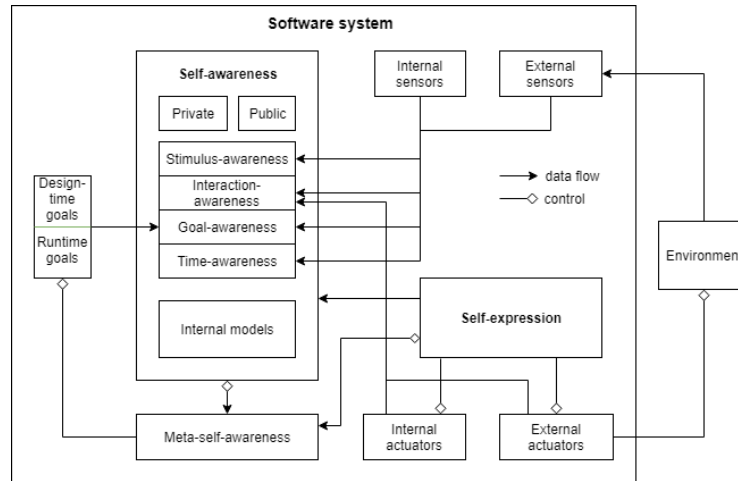 Software system
Self-awareness
Private
Public
Stimulus-awareness
Interaction-
awareness
Goal-awareness
Time-awareness
Internal models
Internal
sensors
External
sensors
data flow
control
Design-
time
goals
Runtime
goals
Environment
Self-expression
Meta-self-awareness
Internal
actuators
External
actuators